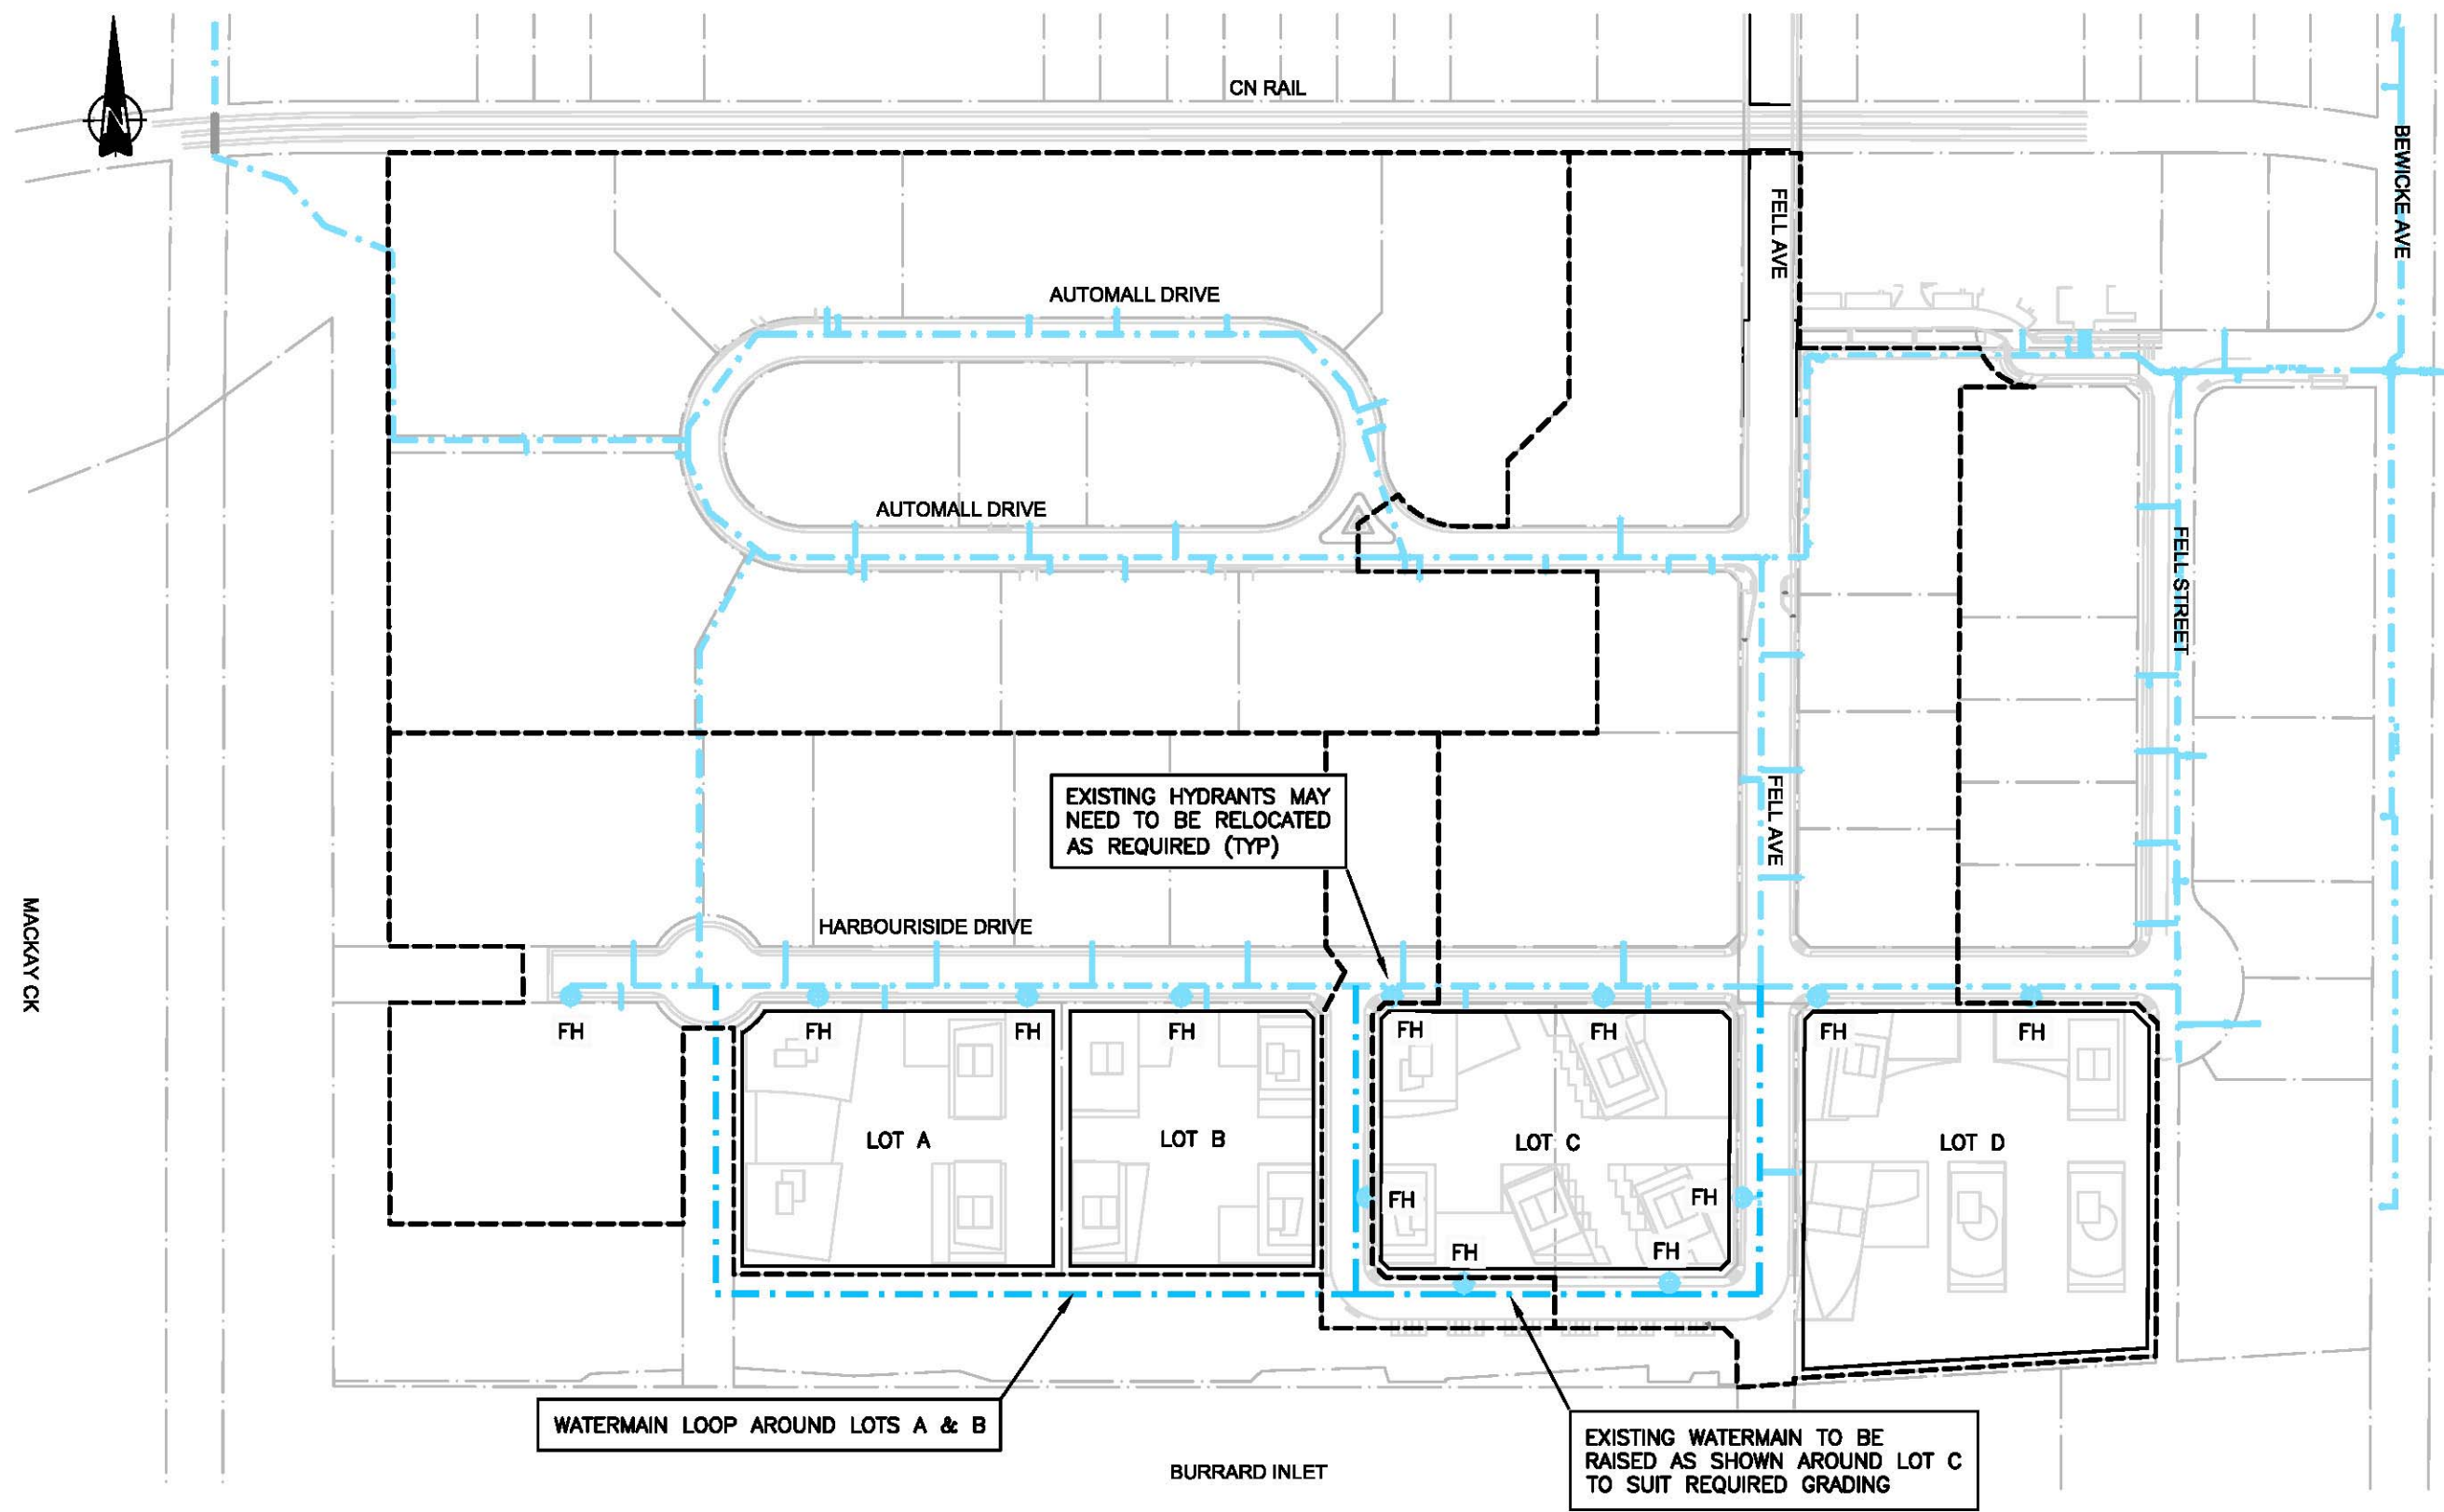 N
CN RAIL
BEWICKE AVE
FELL AVE
AUTOMALL DRIVE
AUTOMALL DRIVE
FELL STREET
EXISTING HYDRANTS MAY
NEED TO BE RELOCATED
AS REQUIRED (TYP)
FELL AVE
MACKAY CK
HARBOURISIDE DRIVE
FH
FH
FH
FH
FH
FH
FH
FH
LOT A
LOT B
LOT C
LOT D
FH
FH
FH
FH
WATERMAIN LOOP AROUND LOTS A & B
EXISTING WATERMAIN TO BE
RAISED AS SHOWN AROUND LOT C
TO SUIT REQUIRED GRADING
BURRARD INLET